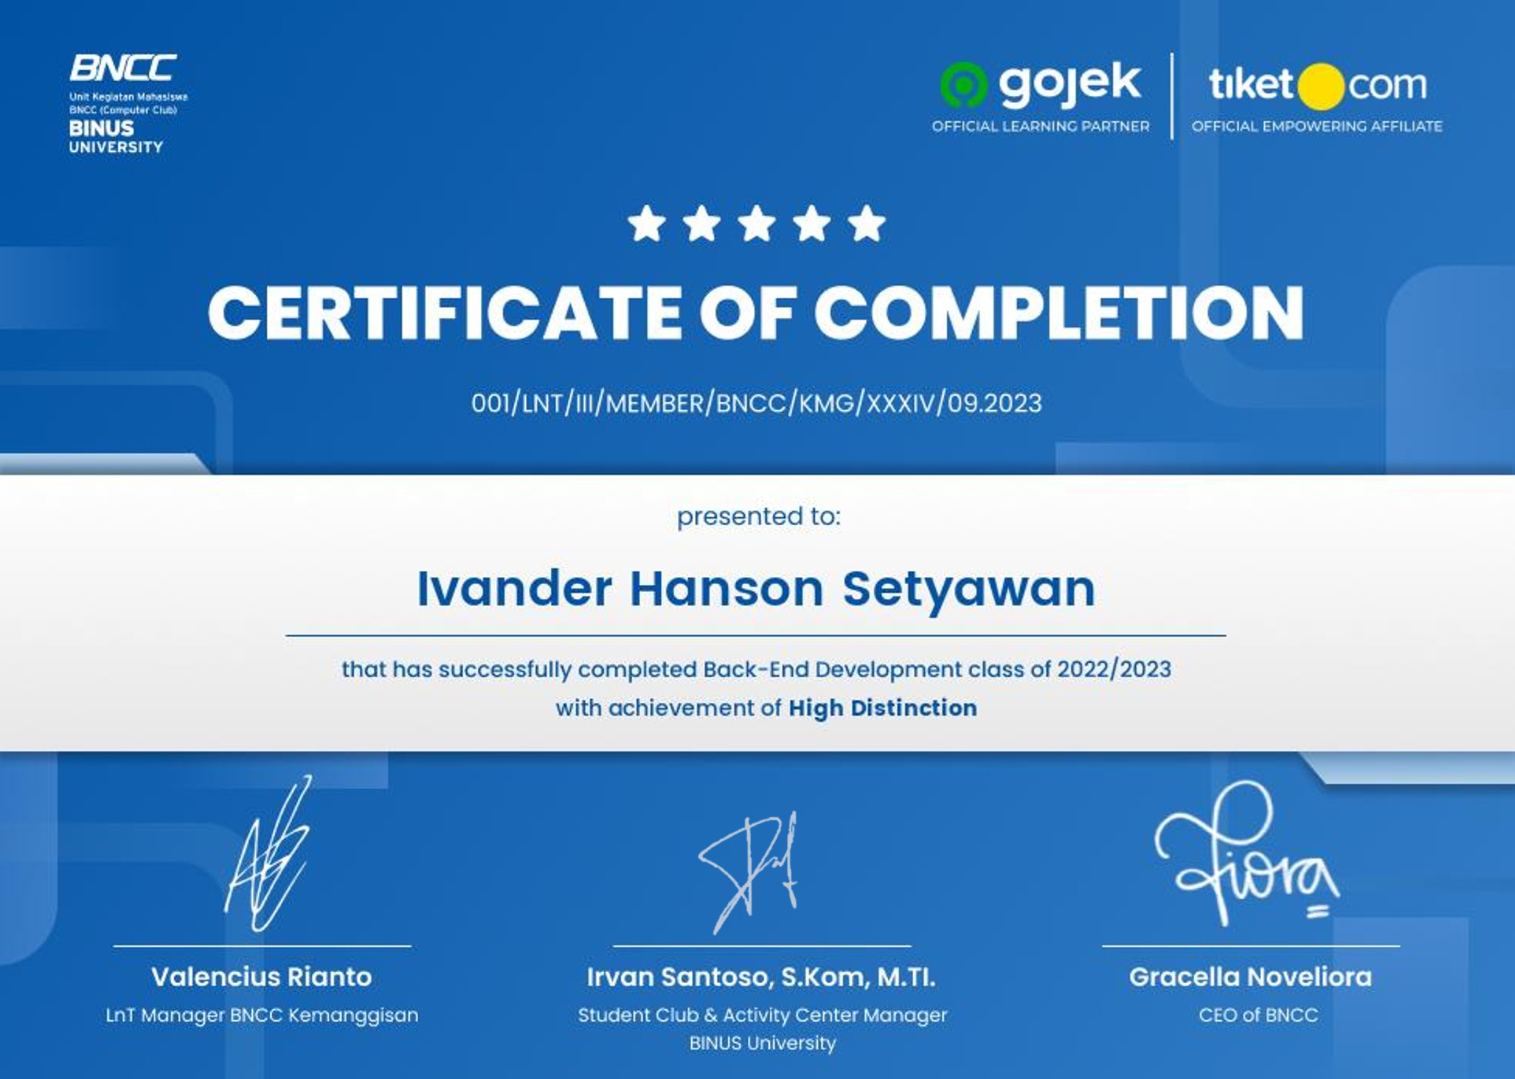 BNCC
Unit Kegiatan Mahasiswa
BNCC (Computer Club)
BINUS
UNIVERSITY
gojek
OFFICIAL LEARNING PARTNER
tiket com
OFFICIAL EMPOWERING AFFILIATE
CERTIFICATE OF COMPLETION
001/LNT/III/MEMBER/BNCC/KMG/XXXIV/09.2023
presented to:
Ivander Hanson Setyawan
that has successfully completed Back-End Development class of 2022/2023
with achievement of High Distinction
fiora
Valencius Rianto
LnT Manager BNCC Kemanggisan
Irvan Santoso, S.Kom, M.TI.
Student Club & Activity Center Manager
BINUS University
Gracella Noveliora
CEO of BNCC